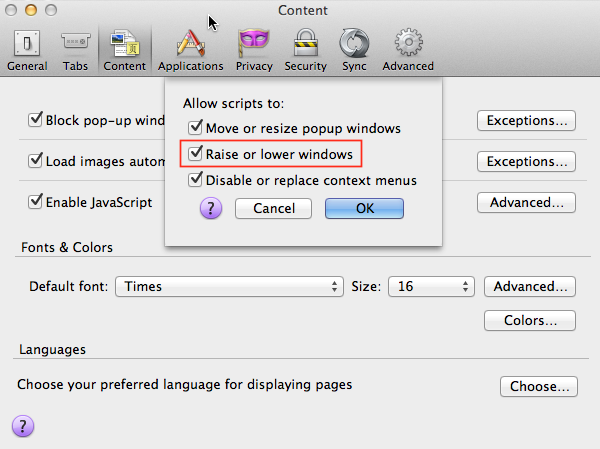 Content
General Tabs Content Applications Privacy Security Sync Advanced
Allow scripts to:
Move or resize popup windows
Raise or lower windows
Disable or replace context menus
? Cancel OK
Block pop-up wind Exceptions...
Load images autom Exceptions...
Enable JavaScript Advanced...
Fonts & Colors
Default font: Times Size: 16 Advanced...
Colors...
Languages
Choose your preferred language for displaying pages Choose...
?